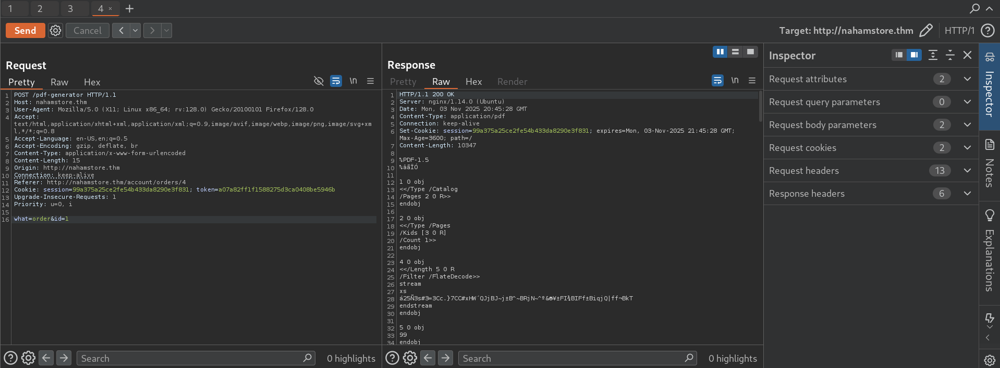 1
2
3
4 ×
+
Send
Cancel
Target: http://nahamstore.thm
HTTP/1
Request
Pretty Raw Hex
\n
1 POST /pdf-generator HTTP/1.1
2 Host: nahamstore.thm
3 User-Agent: Mozilla/5.0 (X11; Linux x86_64; rv:128.0) Gecko/20100101 Firefox/128.0
4 Accept:
text/html,application/xhtml+xml,application/xml;q=0.9,image/avif,image/webp,image/png,image/svg+xm
l,*/*;q=0.8
5 Accept-Language: en-US,en;q=0.5
6 Accept-Encoding: gzip, deflate, br
7 Content-Type: application/x-www-form-urlencoded
8 Content-Length: 15
9 Origin: http://nahamstore.thm
10 Connection: keep-alive
11 Referer: http://nahamstore.thm/account/orders/4
12 Cookie: session=99a375a25ce2fe54b433da8290e3f831; token=a07a82ff1f1588275d3ca0408be5946b
13 Upgrade-Insecure-Requests: 1
14 Priority: u=0, i
15
16 what=order&id=1
Search
0 highlights
Response
Pretty Raw Hex Render
\n
1 HTTP/1.1 200 OK
2 Server: nginx/1.14.0 (Ubuntu)
3 Date: Mon, 03 Nov 2025 20:45:28 GMT
4 Content-Type: application/pdf
5 Connection: keep-alive
6 Set-Cookie: session=99a375a25ce2fe54b433da8290e3f831; expires=Mon, 03-Nov-2025 21:45:28 GMT;
Max-Age=3600; path=/
7 Content-Length: 10347
8
9 %PDF-1.5
10 %âãÏÓ
11
12 1 0 obj
13 <</Type /Catalog
14 /Pages 2 0 R>>
15 endobj
16
17 2 0 obj
18 <</Type /Pages
19 /Kids [3 0 R]
20 /Count 1>>
21 endobj
22
23 4 0 obj
24 <</Length 5 0 R
25 /Filter /FlateDecode>>
26 stream
27 xs
28
29 endstream
30 endobj
31
32 5 0 obj
33 99
34 endobj
Search
0 highlights
Inspector
Request attributes 2
Request query parameters 0
Request body parameters 2
Request cookies 2
Request headers 13
Response headers 6
Inspector
Notes
Explanations